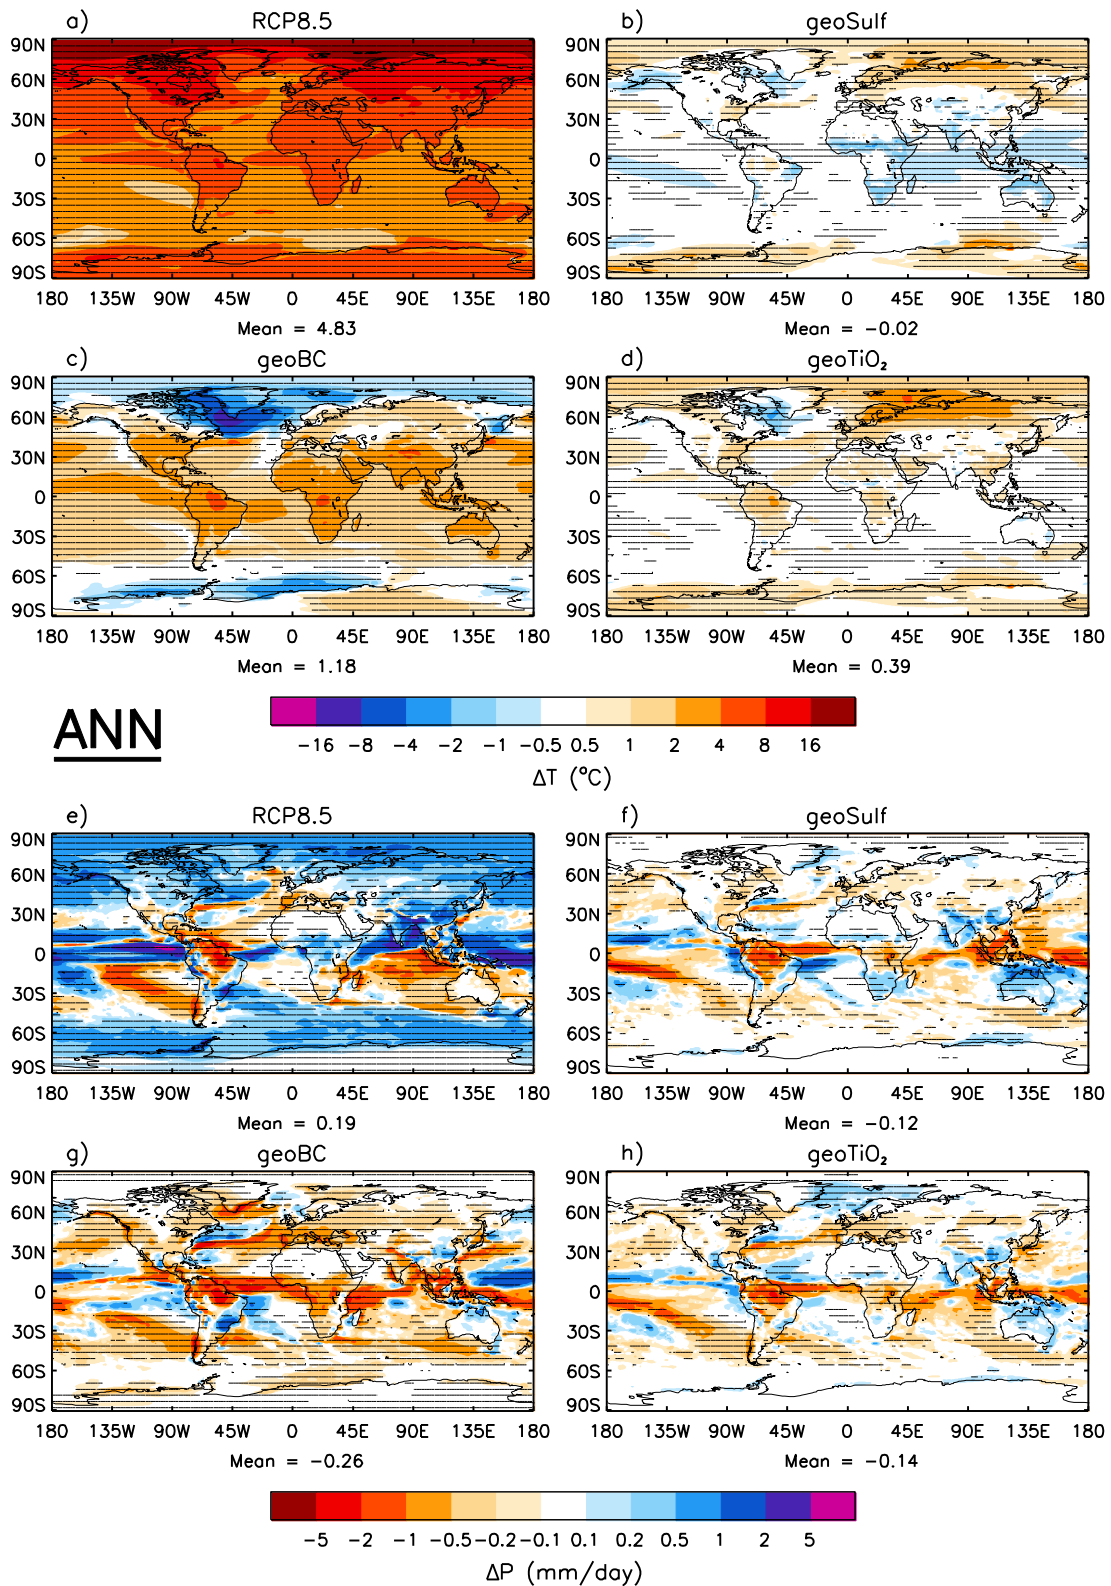 a) RCP8.5
b) geoSulf
90N 60N 30N 0 30S 60S 90S
180 135W 90W 45W 0 45E 90E 135E 180
Mean = 4.83
90N 60N 30N 0 30S 60S 90S
180 135W 90W 45W 0 45E 90E 135E 180
Mean = -0.02
c) geoBC
d) geoTiO₂
90N 60N 30N 0 30S 60S 90S
180 135W 90W 45W 0 45E 90E 135E 180
Mean = 1.18
90N 60N 30N 0 30S 60S 90S
180 135W 90W 45W 0 45E 90E 135E 180
Mean = 0.39
ANN
-16 -8 -4 -2 -1 -0.5 0.5 1 2 4 8 16
ΔT (°C)
e) RCP8.5
f) geoSulf
90N 60N 30N 0 30S 60S 90S
180 135W 90W 45W 0 45E 90E 135E 180
Mean = 0.19
90N 60N 30N 0 30S 60S 90S
180 135W 90W 45W 0 45E 90E 135E 180
Mean = -0.12
g) geoBC
h) geoTiO₂
90N 60N 30N 0 30S 60S 90S
180 135W 90W 45W 0 45E 90E 135E 180
Mean = -0.26
90N 60N 30N 0 30S 60S 90S
180 135W 90W 45W 0 45E 90E 135E 180
Mean = -0.14
-5 -2 -1 -0.5 -0.2 -0.1 0.1 0.2 0.5 1 2 5
ΔP (mm/day)